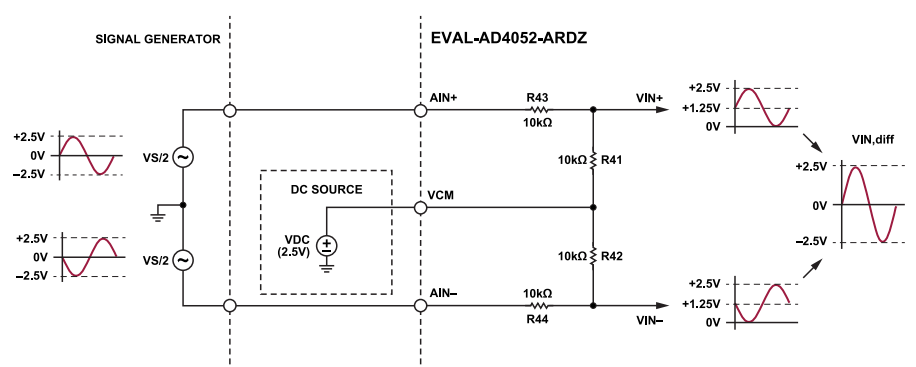 SIGNAL GENERATOR
EVAL-AD4052-ARDZ
AIN+
R43
10kΩ
VIN+
+2.5V
+1.25V
0V
+2.5V
0V
–2.5V
VS/2
10kΩ
R41
VIN,diff
+2.5V
0V
–2.5V
DC SOURCE
VCM
VDC
(2.5V)
+2.5V
0V
–2.5V
VS/2
10kΩ
R42
AIN–
10kΩ
R44
VIN–
+2.5V
+1.25V
0V